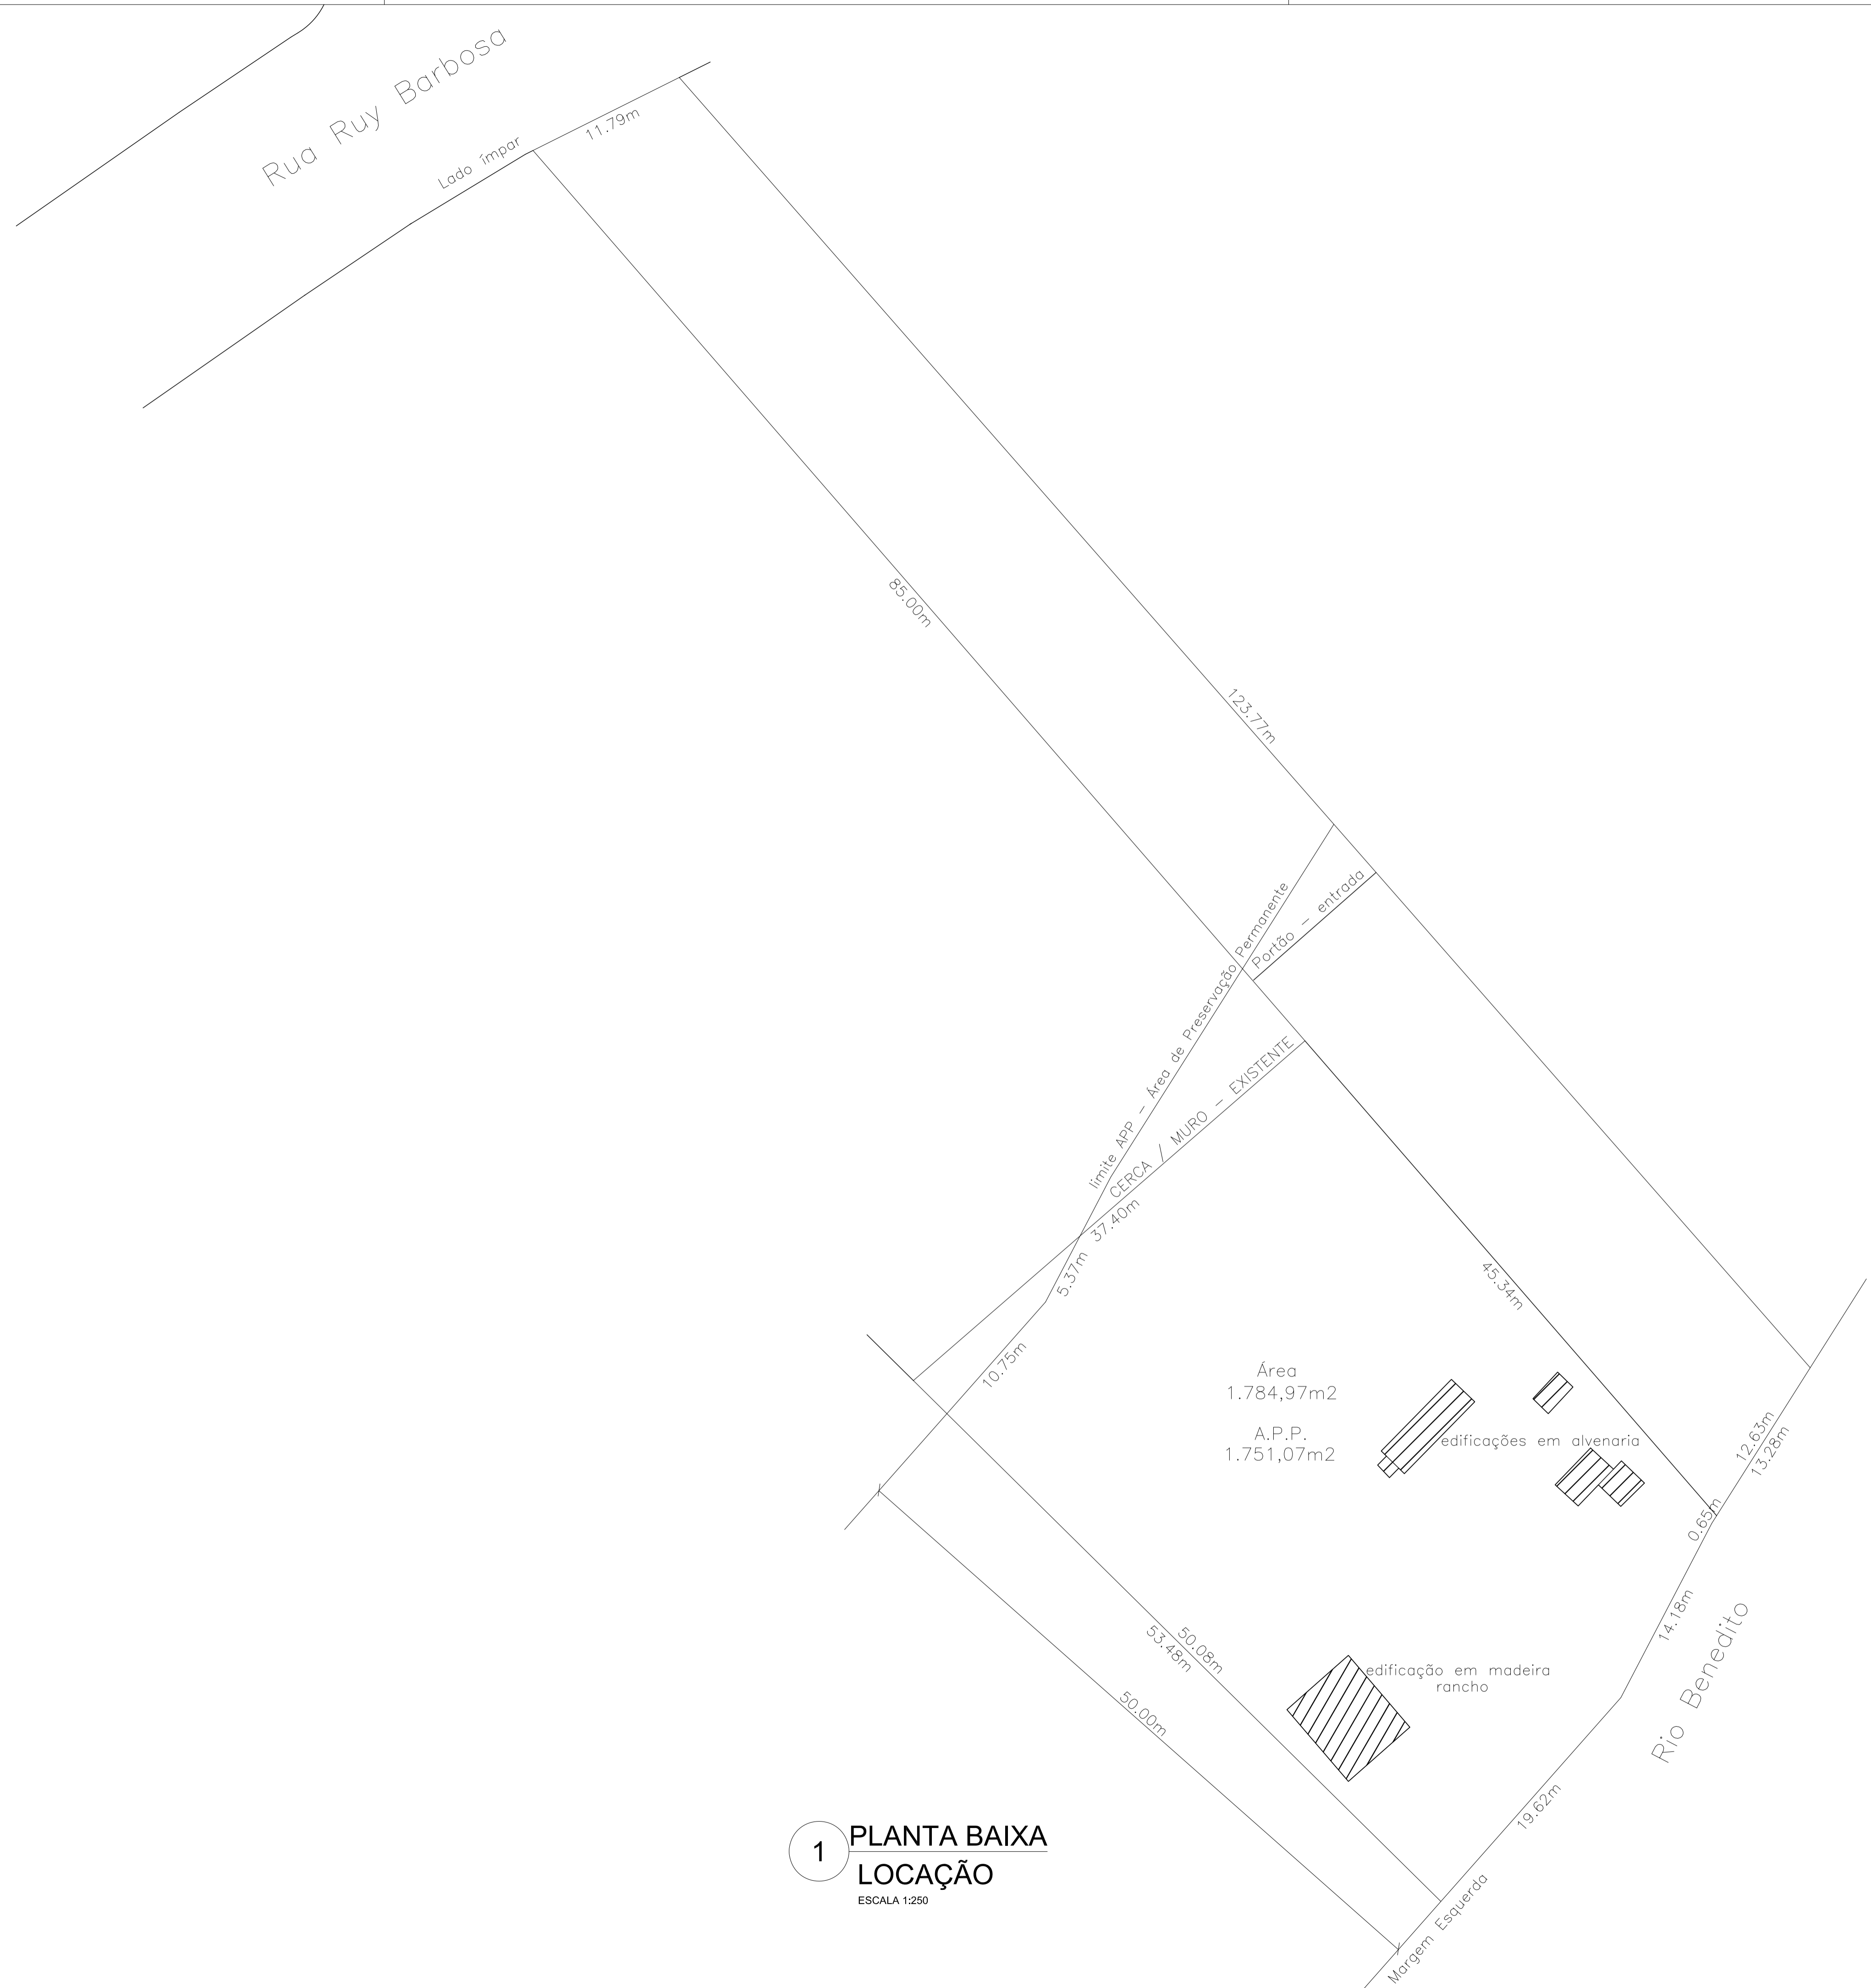 Rua Ruy Barbosa
Lado ímpar
11.79m
85.00m
123.77m
Portão - entrada
limite APP - Área de Preservação Permanente
CERCA / MURO - EXISTENTE
37.40m
5.37m
10.75m
45.34m
Área
1.784,97m2
A.P.P.
1.751,07m2
edificações em alvenaria
12.63m
13.28m
0.65m
14.18m
Rio Benedito
50.08m
53.48m
50.00m
edificação em madeira
rancho
19.62m
Margem Esquerda
1
PLANTA BAIXA
LOCAÇÃO
ESCALA 1:250